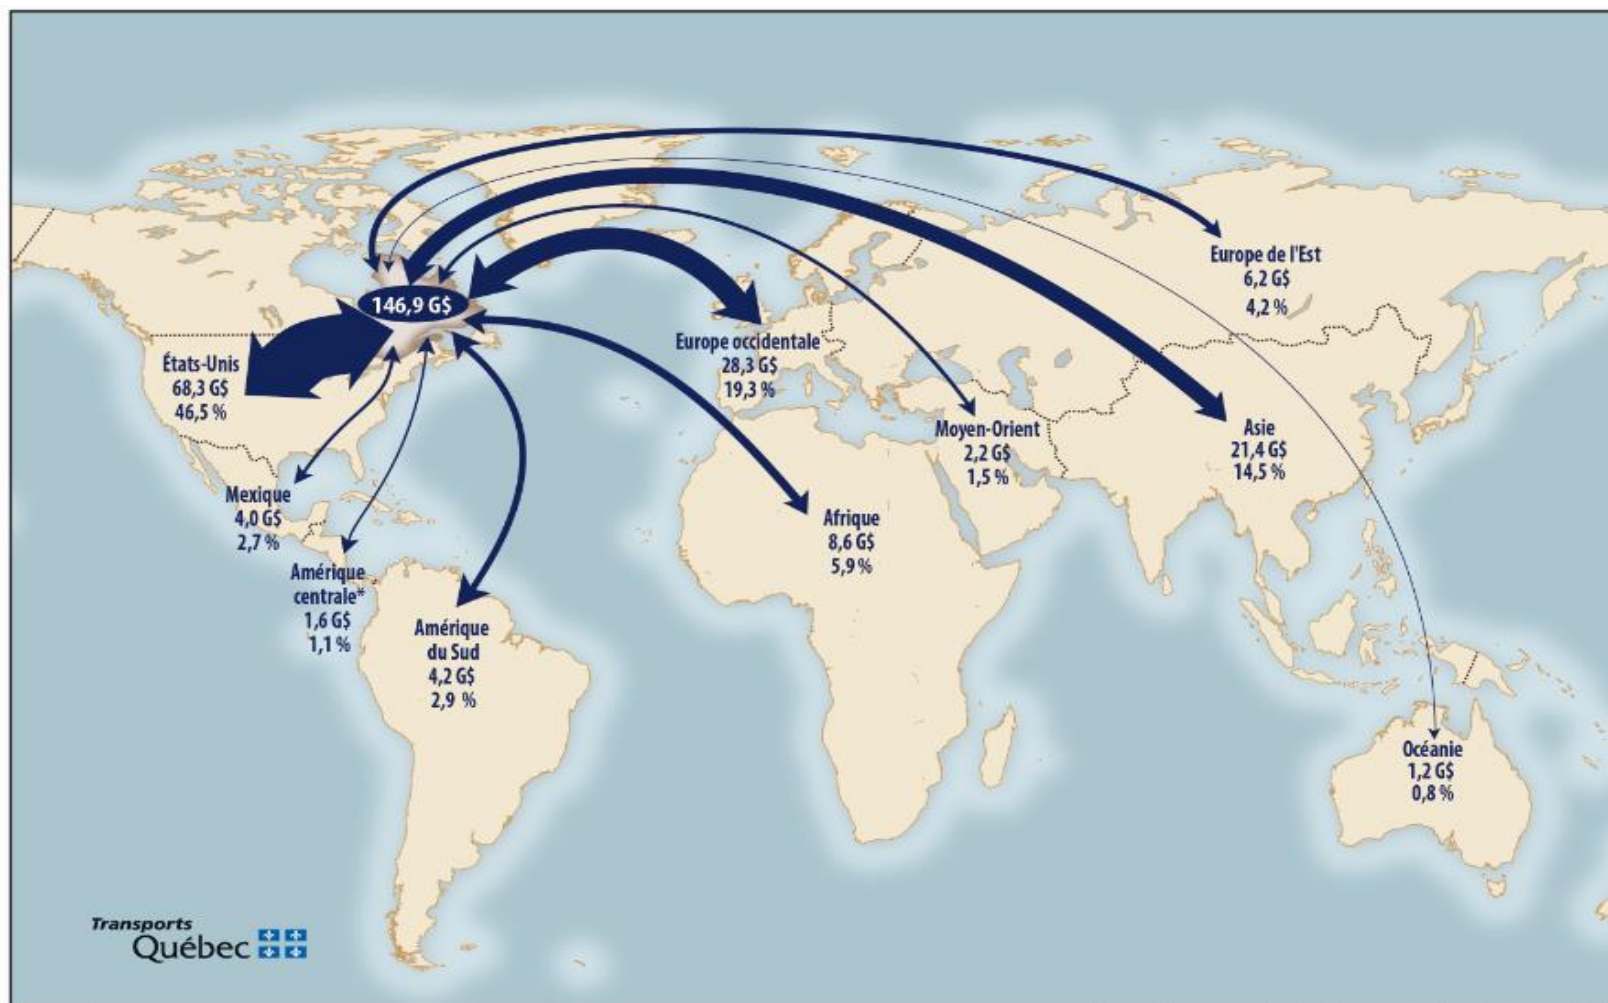 146,9 G$
États-Unis
68,3 G$
46,5 %
Mexique
4,0 G$
2,7 %
Amérique
centrale*
1,6 G$
1,1 %
Amérique
du Sud
4,2 G$
2,9 %
Europe occidentale
28,3 G$
19,3 %
Afrique
8,6 G$
5,9 %
Moyen-Orient
2,2 G$
1,5 %
Europe de l'Est
6,2 G$
4,2 %
Asie
21,4 G$
14,5 %
Océanie
1,2 G$
0,8 %
Transports
Québec